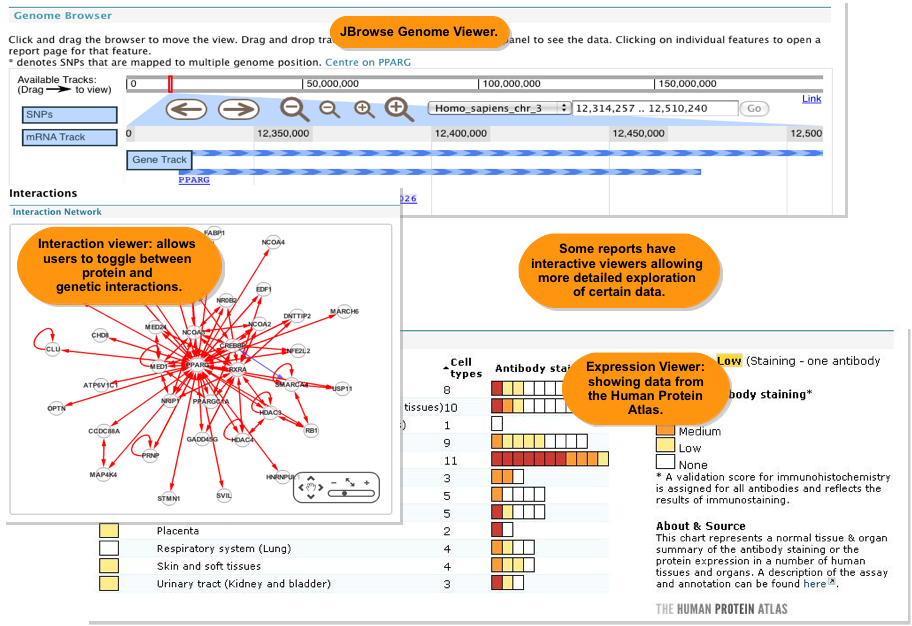 Genome Browser
JBrowse Genome Viewer.
Click and drag the browser to move the view. Drag and drop tra
panel to see the data. Clicking on individual features to open a
report page for that feature.
* denotes SNPs that are mapped to multiple genome position. Centre on PPARG
Available Tracks:
(Drag → to view)
0 50,000,000 100,000,000 150,000,000
Link
SNPs
mRNA Track
Homo_sapiens_chr_3 12,314,257 .. 12,510,240 Go
0 12,350,000 12,400,000 12,450,000 12,500
Gene Track
PPARG
026
Interactions
Interaction Network
Interaction viewer: allows
users to toggle between
protein and
genetic interactions.
FABP1
NCOA4
EDF1
NR0B2
DNTTIP2
MARCH6
MED24
NCOA2
CHD8
CREBBP
NFE2L2
CLU
MED1
PPARG
RXRA
ATP6V1C1
SMARCA4
USP11
OPTN
NRIP1
PPARGC1A
HDAC3
CCDC88A
GADD45G
HDAC4
RB1
PRNP
MAP4K4
STMN1
SVIL
Some reports have
interactive viewers allowing
more detailed exploration
of certain data.
Cell
types
Antibody stai
Expression Viewer:
showing data from
the Human Protein
Atlas.
Low (Staining - one antibody
body staining*
8
tissues) 10
1
9
11
3
5
5
2
Placenta
Respiratory system (Lung) 4
Skin and soft tissues 4
Urinary tract (Kidney and bladder) 3
Medium
Low
None
* A validation score for immunohistochemistry
is assigned for all antibodies and reflects the
results of immunostaining.
About & Source
This chart represents a normal tissue & organ
summary of the antibody staining or the
protein expression in a number of human
tissues and organs. A description of the assay
and annotation can be found here.
THE HUMAN PROTEIN ATLAS